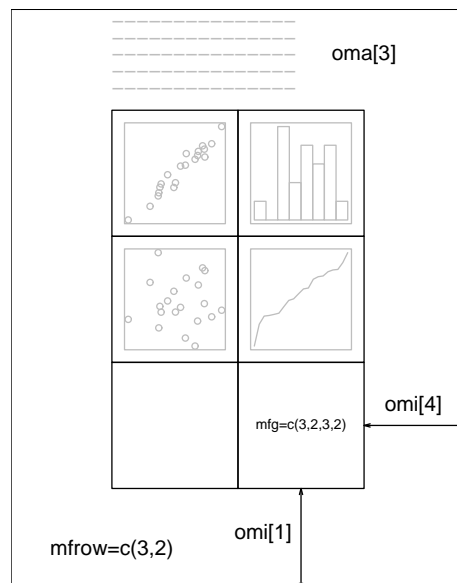 oma[3]
mfg=c(3,2,3,2)
omi[4]
omi[1]
mfrow=c(3,2)